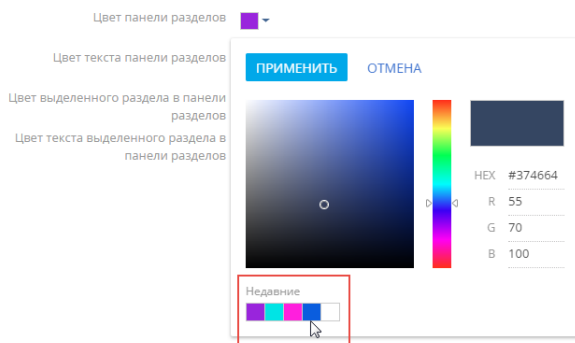 Цвет панели разделов
Цвет текста панели разделов
Цвет выделенного раздела в панели
разделов
Цвет текста выделенного раздела в
панели разделов
ПРИМЕНИТЬ ОТМЕНА
HEX #374664
R 55
G 70
B 100
Недавние